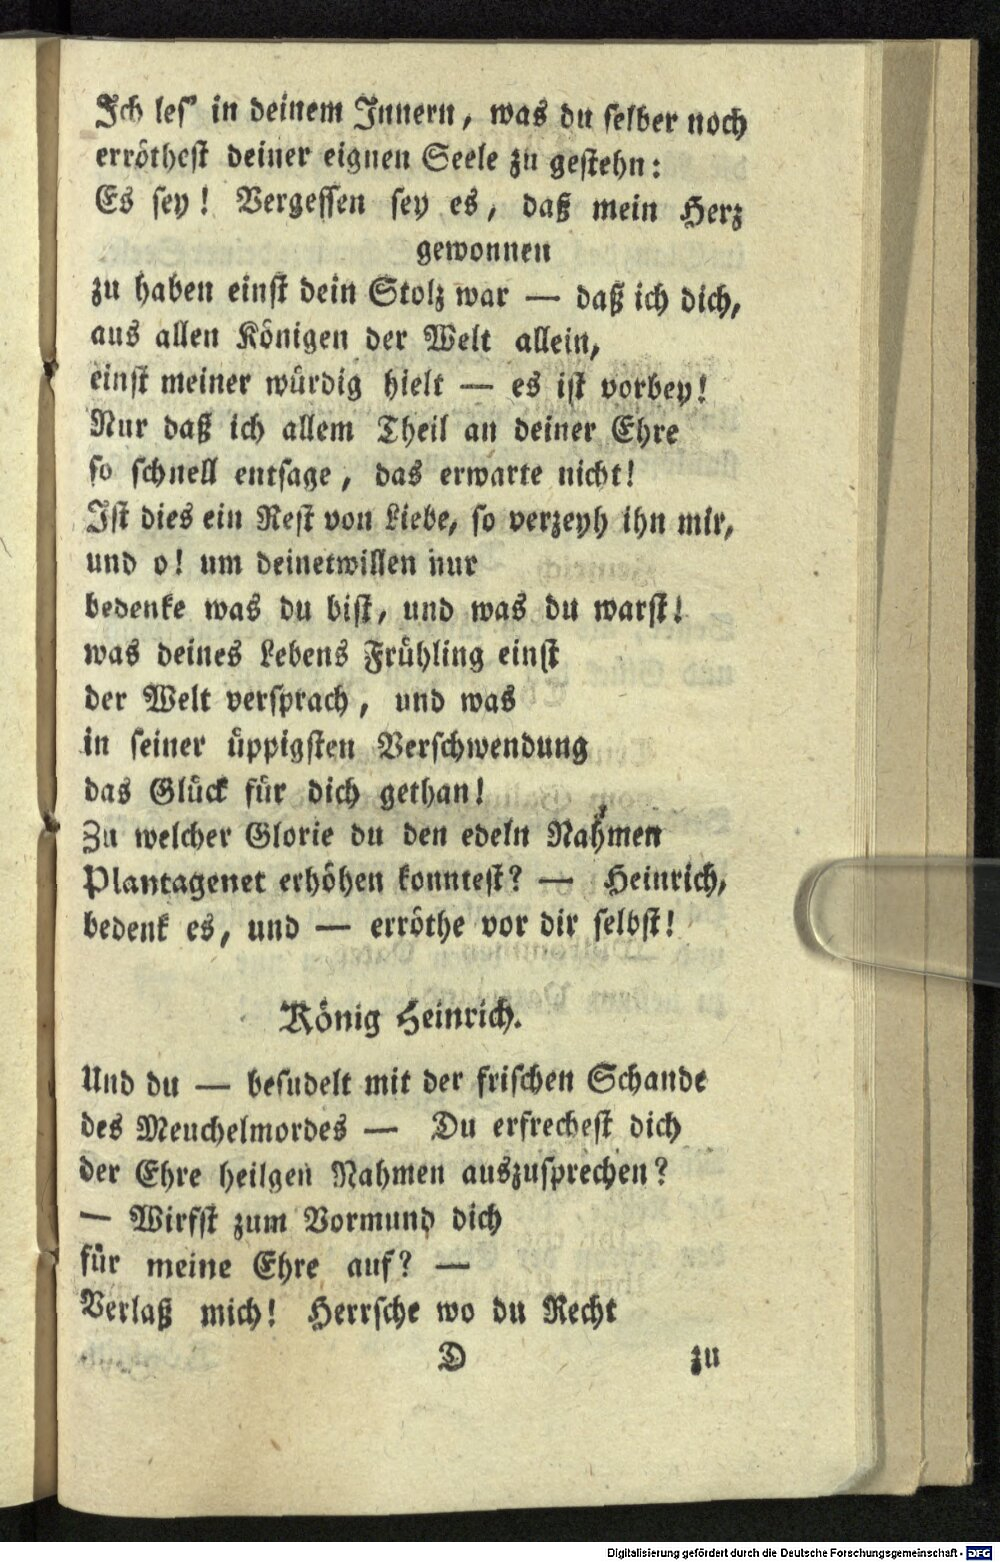 Ich les' in deinem Innern, was du selber noch
erröthest deiner eignen Seele zu gestehn:
Es sey! Vergessen sey es, daß mein Herz
gewonnen
zu haben einst dein Stolz war — daß ich dich,
aus allen Königen der Welt allein,
einst meiner würdig hielt — es ist vorbey!
Nur daß ich allem Theil an deiner Ehre
so schnell entsage, das erwarte nicht!
Ist dies ein Rest von Liebe, so verzeyh ihn mir,
und o! um deinetwillen nur
bedenke was du bist, und was du warst!
was deines Lebens Frühling einst
der Welt versprach, und was
in seiner üppigsten Verschwendung
das Glück für dich gethan!
Zu welcher Glorie du den edeln Nahmen
Plantagenet erhöhen konntest? — Heinrich,
bedenk es, und — erröthe vor dir selbst!
König Heinrich.
Und du — besudelt mit der frischen Schande
des Meuchelmordes — Du erfrechest dich
der Ehre heilgen Nahmen auszusprechen?
— Wirfst zum Vormund dich
für meine Ehre auf? —
Verlaß mich! Herrsche wo du Recht
D zu
Digitalisierung gefördert durch die Deutsche Forschungsgemeinschaft - DFG